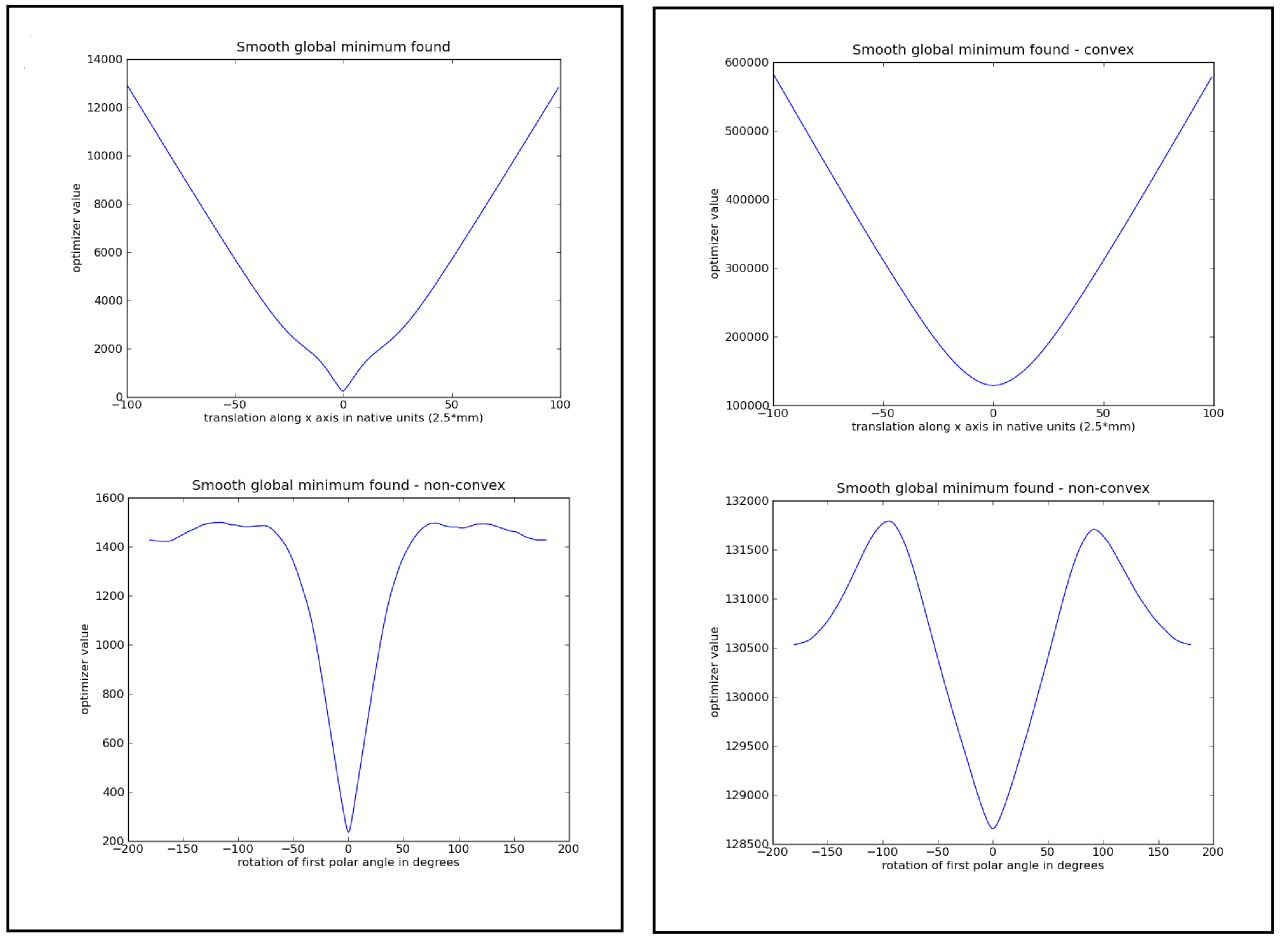 Smooth global minimum found
14000
12000
10000
8000
6000
4000
2000
0
optimizer value
−100 −50 0 50 100
translation along x axis in native units (2.5*mm)
Smooth global minimum found - non-convex
1600
1400
1200
1000
800
600
400
200
optimizer value
−200 −150 −100 −50 0 50 100 150 200
rotation of first polar angle in degrees
Smooth global minimum found - convex
600000
500000
400000
300000
200000
100000
optimizer value
−100 −50 0 50 100
translation along x axis in native units (2.5*mm)
Smooth global minimum found - non-convex
132000
131500
131000
130500
130000
129500
129000
128500
optimizer value
−200 −150 −100 −50 0 50 100 150 200
rotation of first polar angle in degrees